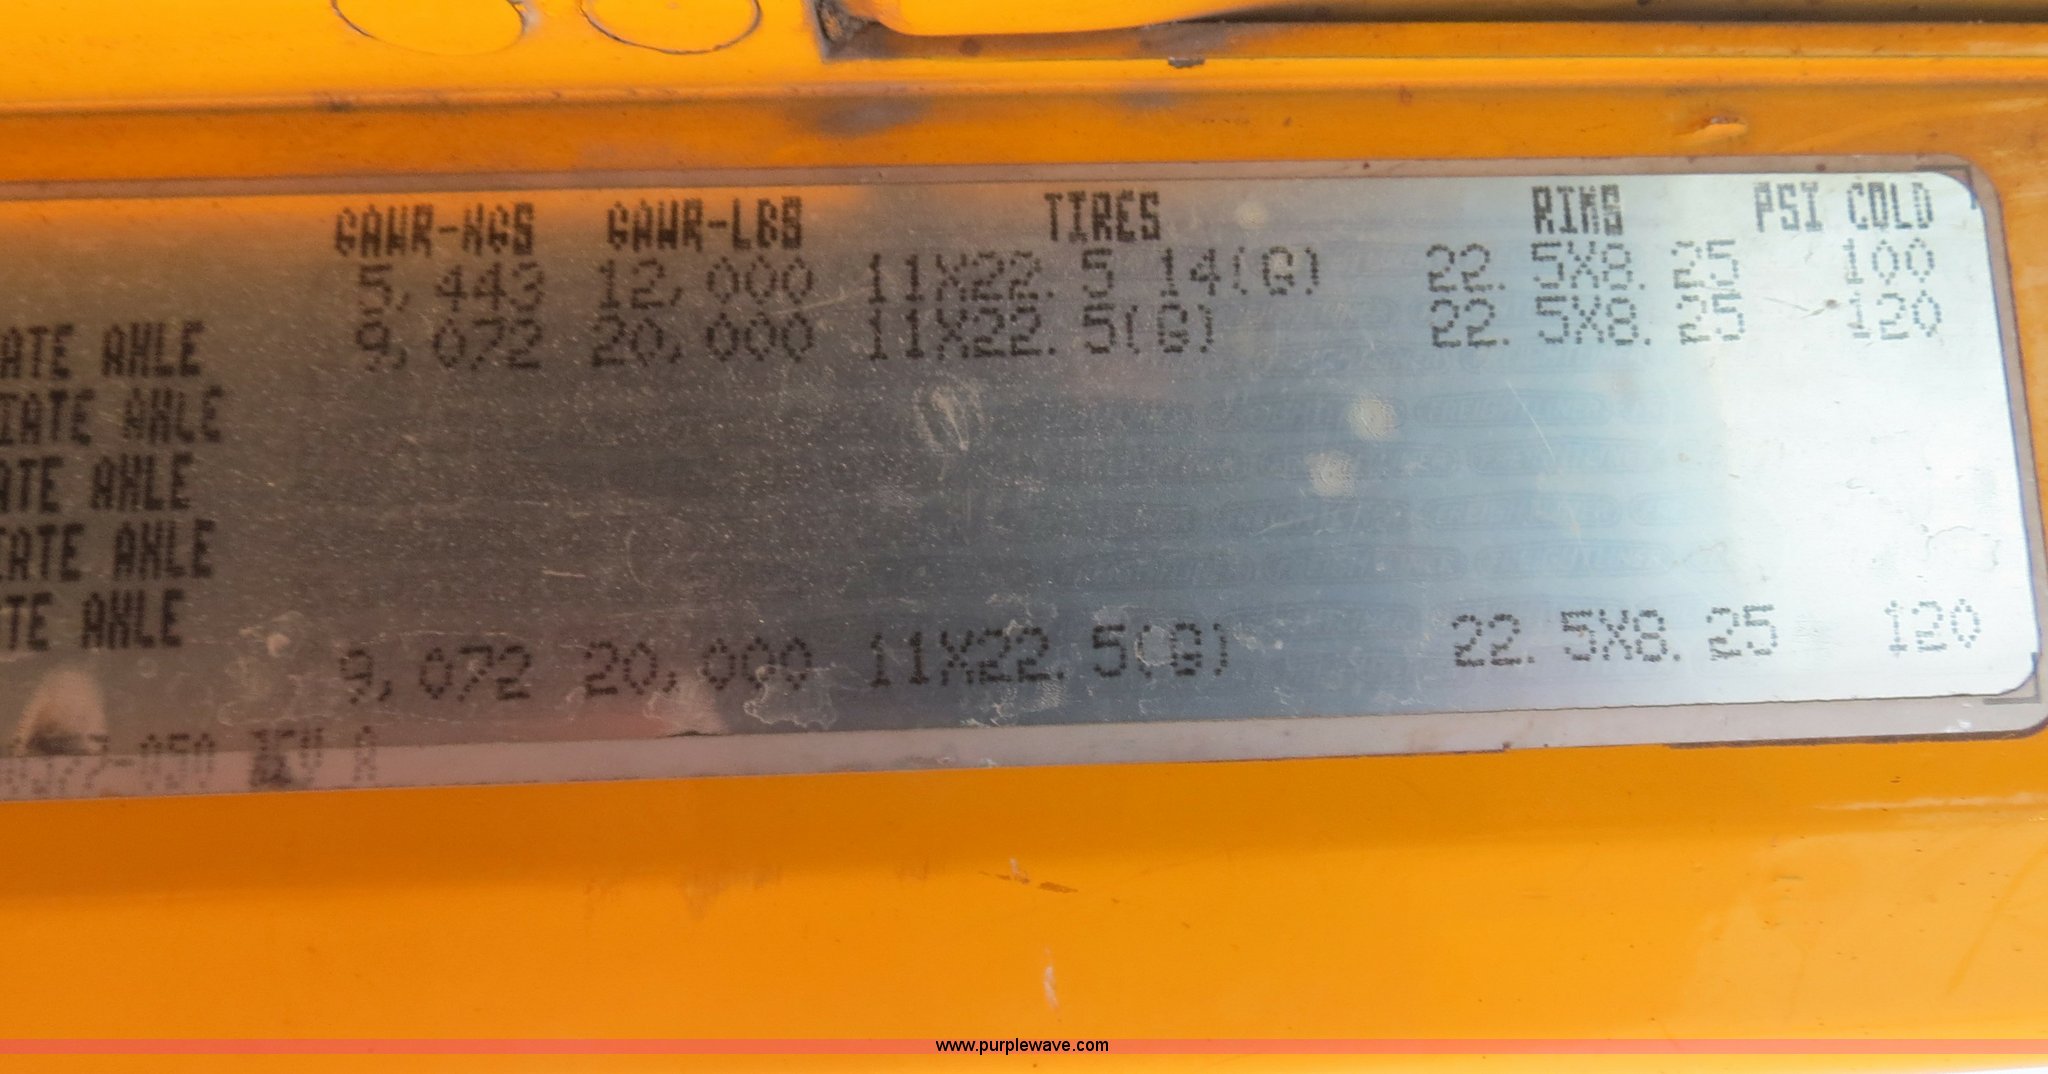 GAWR-KGS GAWR-LBS TIRES RIMS PSI COLD
5,443 12,000 11X22.5 14(G) 22.5X8.25 100
ATE AXLE 9,072 20,000 11X22.5(G) 22.5X8.25 120
IATE AXLE
ATE AXLE
IATE AXLE
TE AXLE
9,072 20,000 11X22.5(G) 22.5X8.25 120
-050 REV A
www.purplewave.com